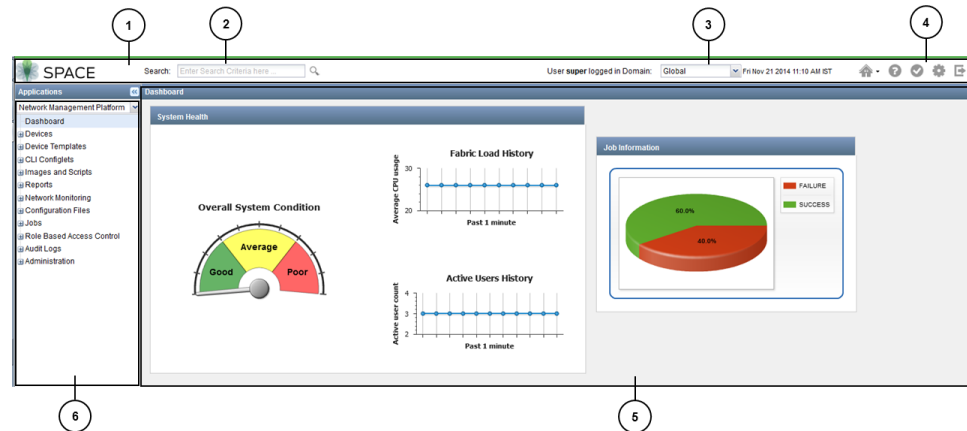 1
2
3
4
SPACE
Search: Enter Search Criteria here ...
User super logged in Domain: Global
Fri Nov 21 2014 11:10 AM IST
Applications
Network Management Platform
Dashboard
Devices
Device Templates
CLI Configlets
Images and Scripts
Reports
Network Monitoring
Configuration Files
Jobs
Role Based Access Control
Audit Logs
Administration
Dashboard
System Health
Overall System Condition
Good
Average
Poor
Fabric Load History
Average CPU usage
30
20
Past 1 minute
Active Users History
Active user count
4
3
2
Past 1 minute
Job Information
60.0%
40.0%
FAILURE
SUCCESS
6
5